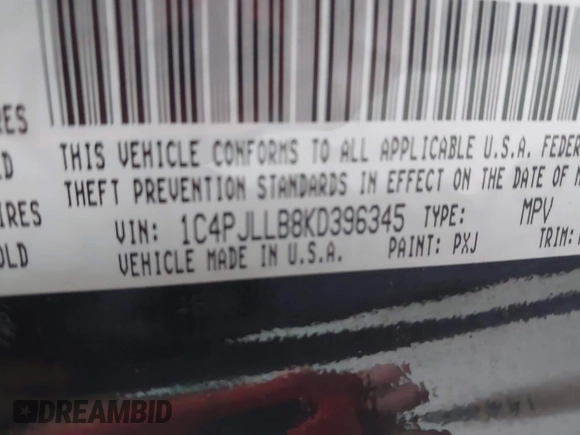 RES
THIS VEHICLE CONFORMS TO ALL APPLICABLE U.S.A. FEDER
THEFT PREVENTION STANDARDS IN EFFECT ON THE DATE OF M
IRES
VIN: 1C4PJLLB8KD396345 TYPE: MPV
OLD
VEHICLE MADE IN U.S.A. PAINT: PXJ TRIM:
DREAMBID